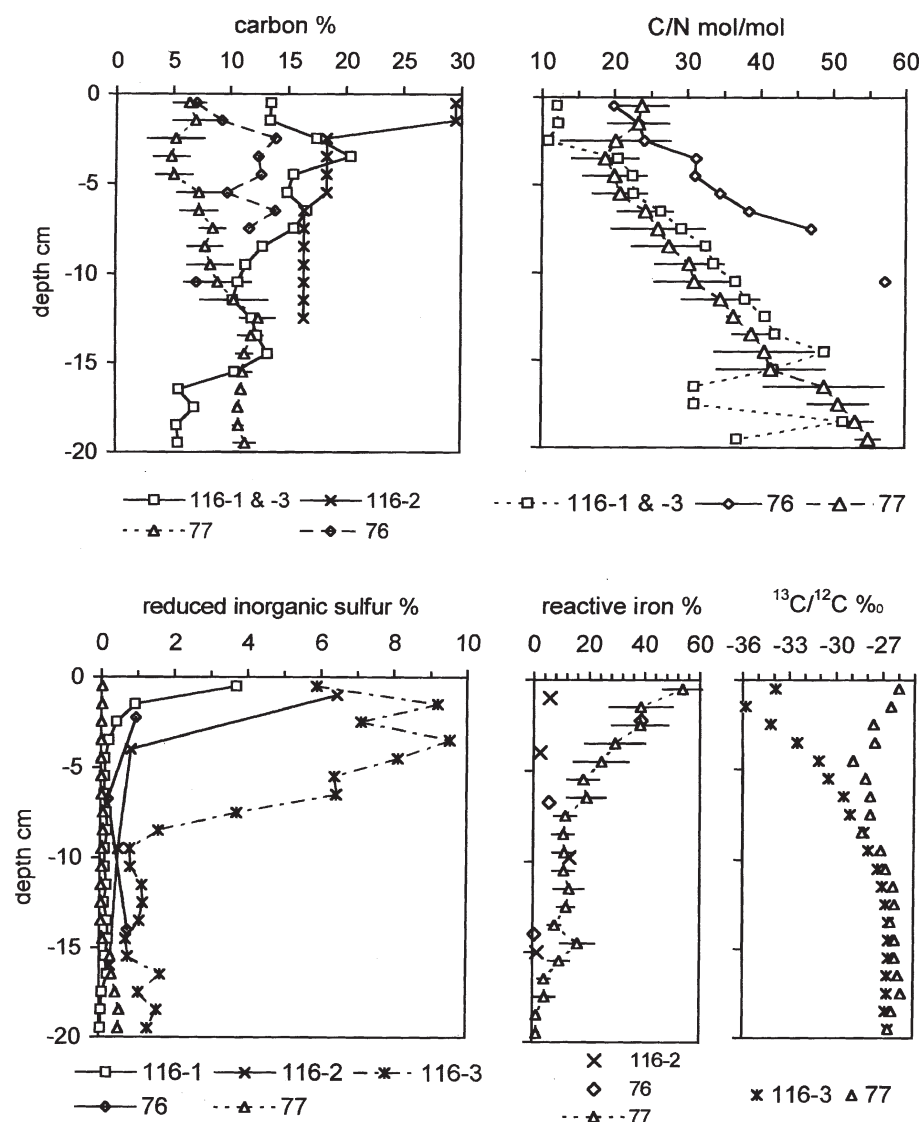 carbon %
0 5 10 15 20 25 30
0
-5
-10
-15
-20
depth cm
116-1 & -3 116-2
77 76
C/N mol/mol
10 20 30 40 50 60
116-1 & -3 76 77
reduced inorganic sulfur %
0 2 4 6 8 10
0
-5
-10
-15
-20
depth cm
116-1 116-2 116-3
76 77
reactive iron %
0 20 40 60
116-2
76
77
13C/12C ‰
-36 -33 -30 -27
116-3 77